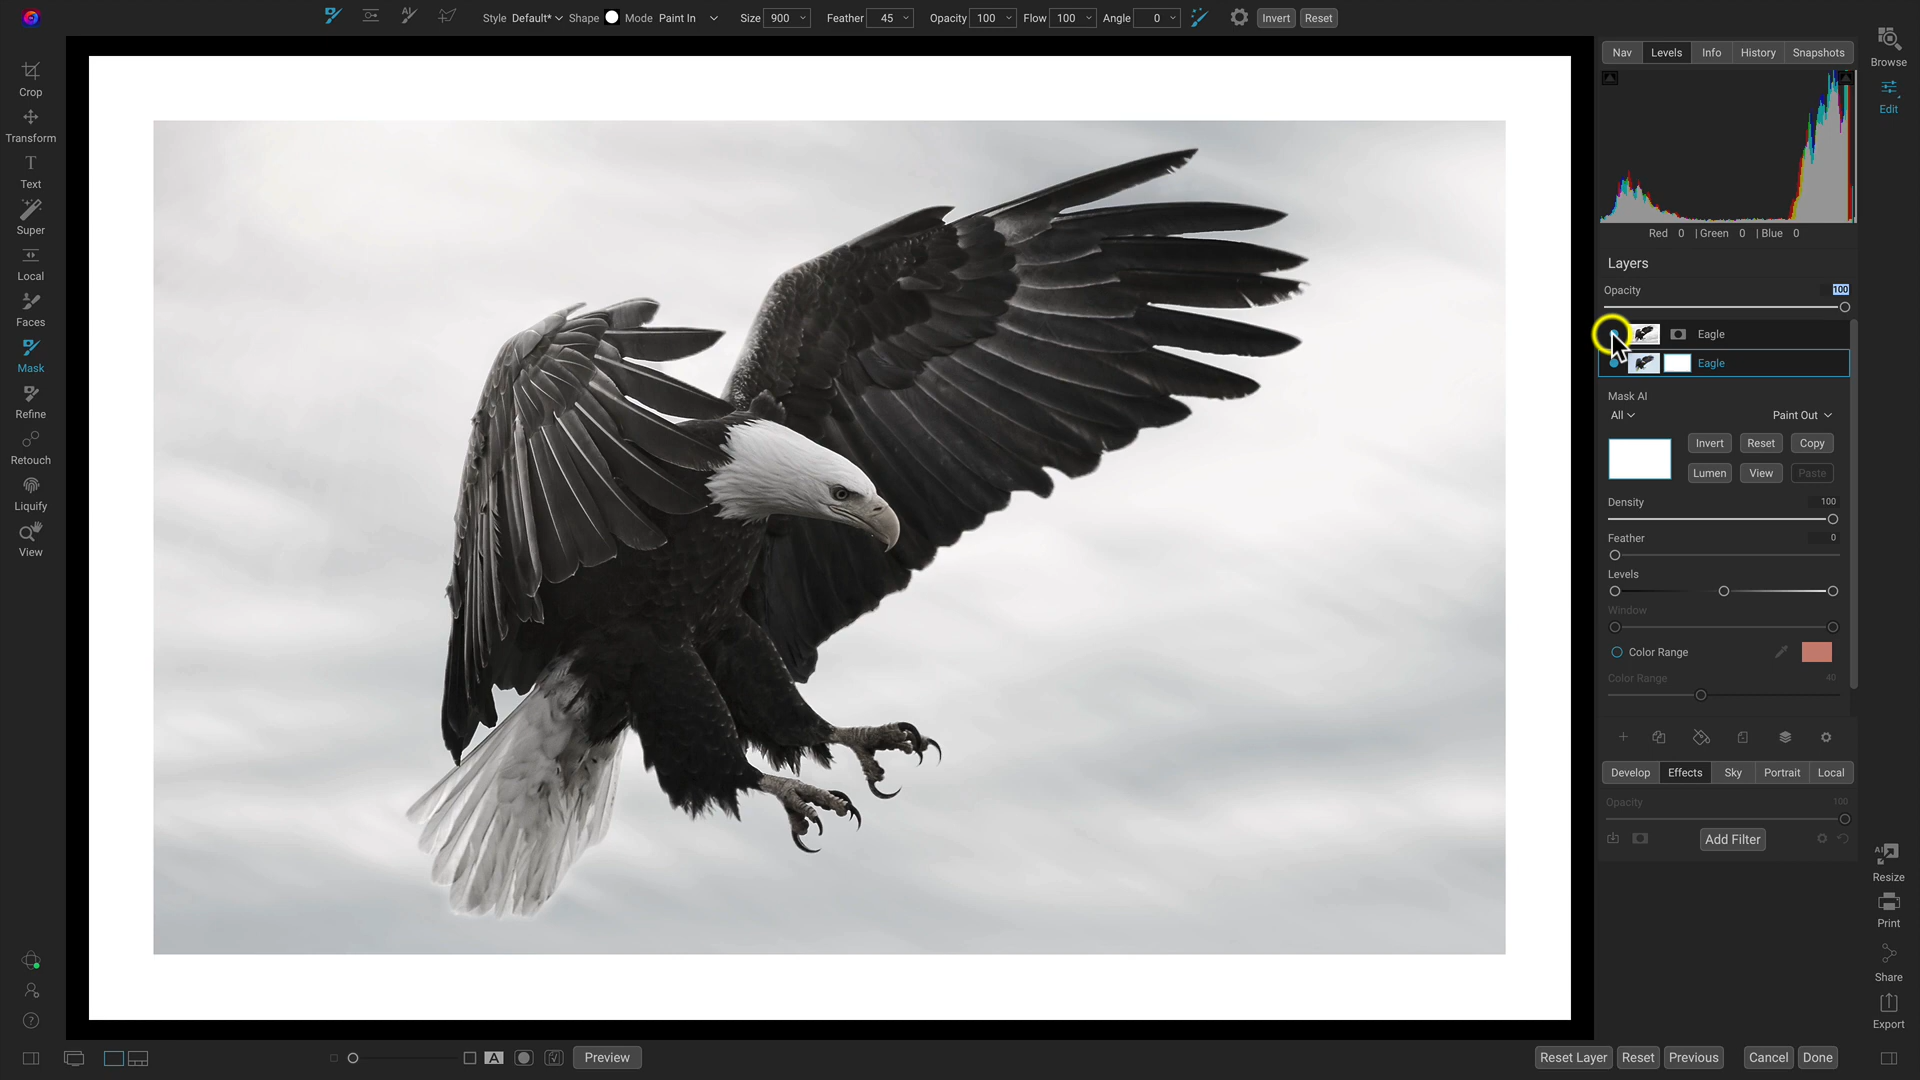 Style Default* Shape Mode Paint In Size 900 Feather 45 Opacity 100 Flow 100 Angle 0 Invert Reset
Nav Levels Info History Snapshots
Browse
Edit
Crop
Transform
Text
Super
Local
Faces
Mask
Refine
Retouch
Liquify
View
Red 0 | Green 0 | Blue 0
Layers
Opacity 100
Eagle
Eagle
Mask AI
All Paint Out
Invert Reset Copy
Lumen View Paste
Density 100
Feather 0
Levels
Window
Color Range
Color Range 40
Develop Effects Sky Portrait Local
Opacity 100
Add Filter
AI
Resize
Print
Share
Export
A Preview
Reset Layer Reset Previous Cancel Done